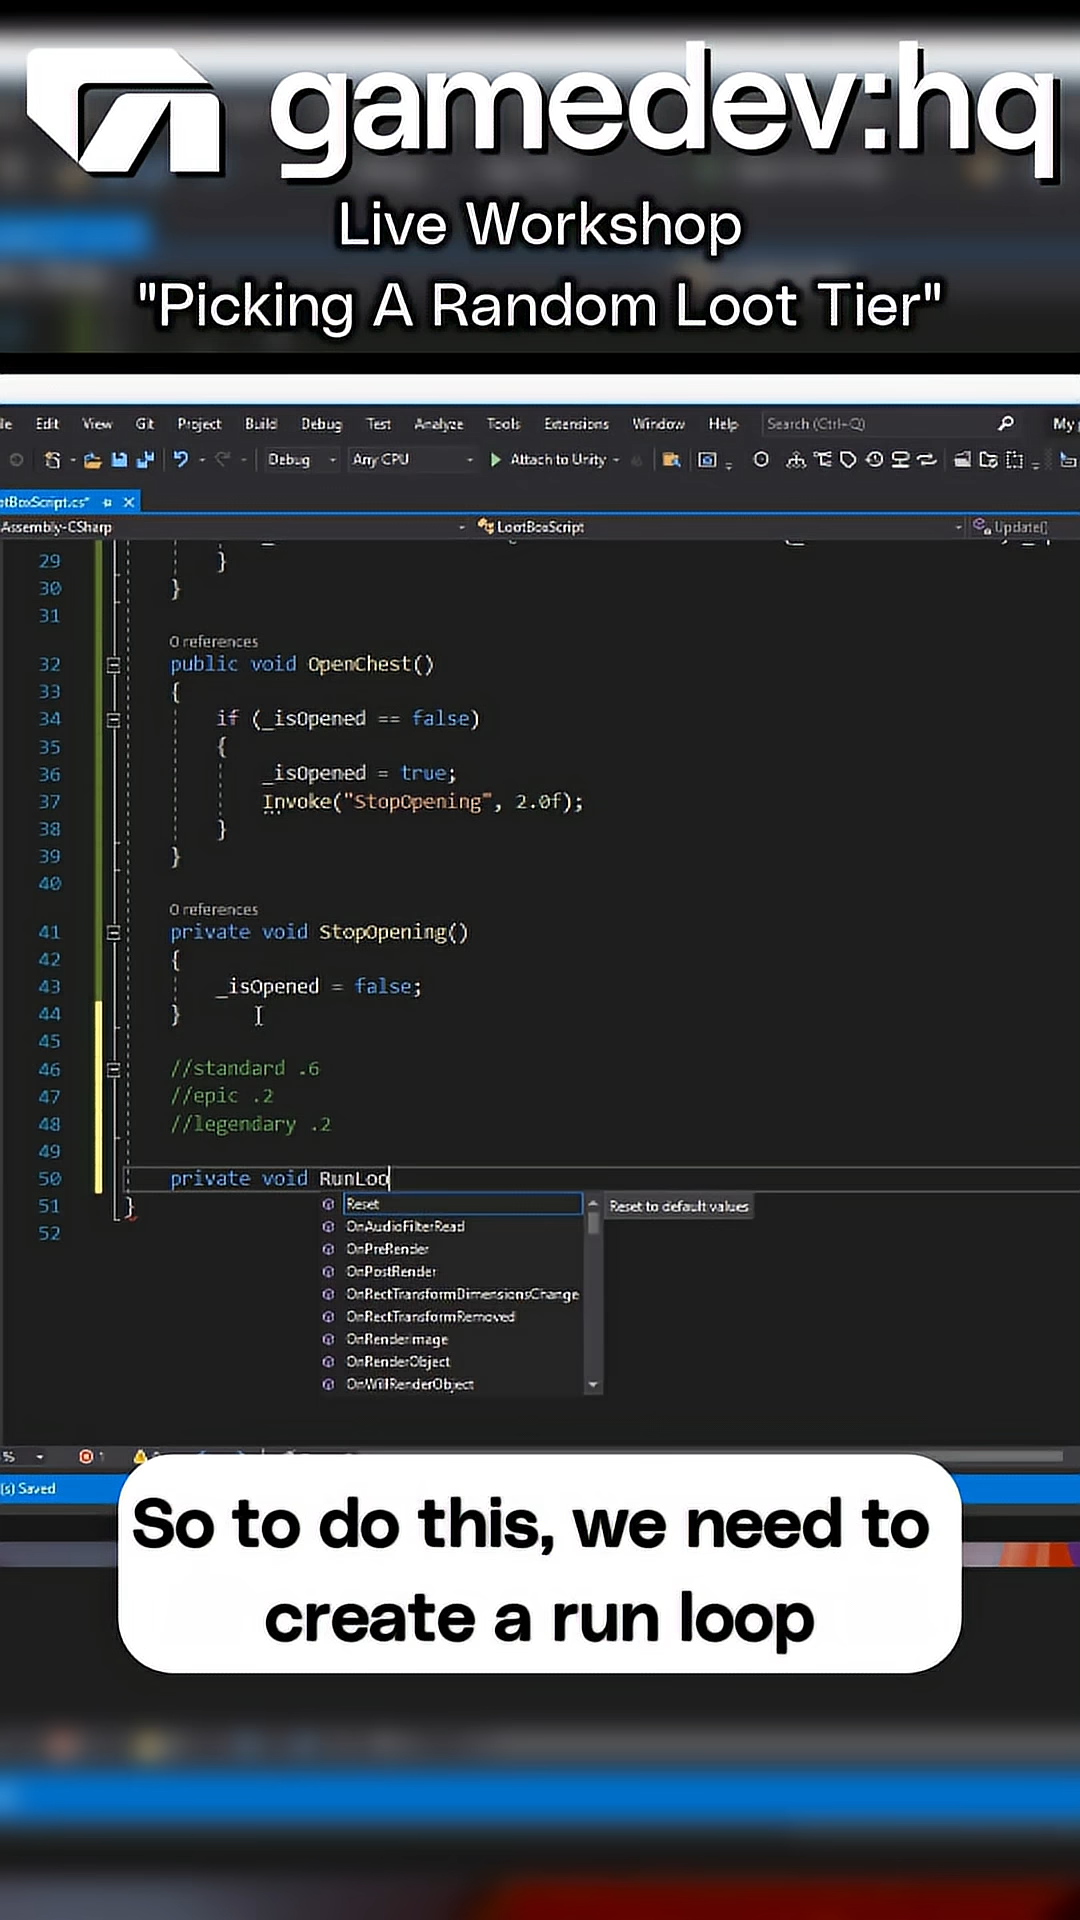 gamedev:hq
Live Workshop
"Picking A Random Loot Tier"
le Edit View Git Project Build Debug Test Analyze Tools Extensions Window Help Search (Ctrl+Q) My
Debug Any CPU Attach to Unity
otBoxScript.cs*
Assembly-CSharp LootBoxScript Update()
29 }
30 }
31
0 references
32 public void OpenChest()
33 {
34 if (_isOpened == false)
35 {
36 _isOpened = true;
37 Invoke("StopOpening", 2.0f);
38 }
39 }
40
0 references
41 private void StopOpening()
42 {
43 _isOpened = false;
44 }
45
46 //standard .6
47 //epic .2
48 //legendary .2
49
50 private void RunLoo
51 }
52
Reset Reset to default values
OnAudioFilterRead
OnPreRender
OnPostRender
OnRectTransformDimensionsChange
OnRectTransformRemoved
OnRenderImage
OnRenderObject
OnWillRenderObject
% 1
(s) Saved
So to do this, we need to
create a run loop